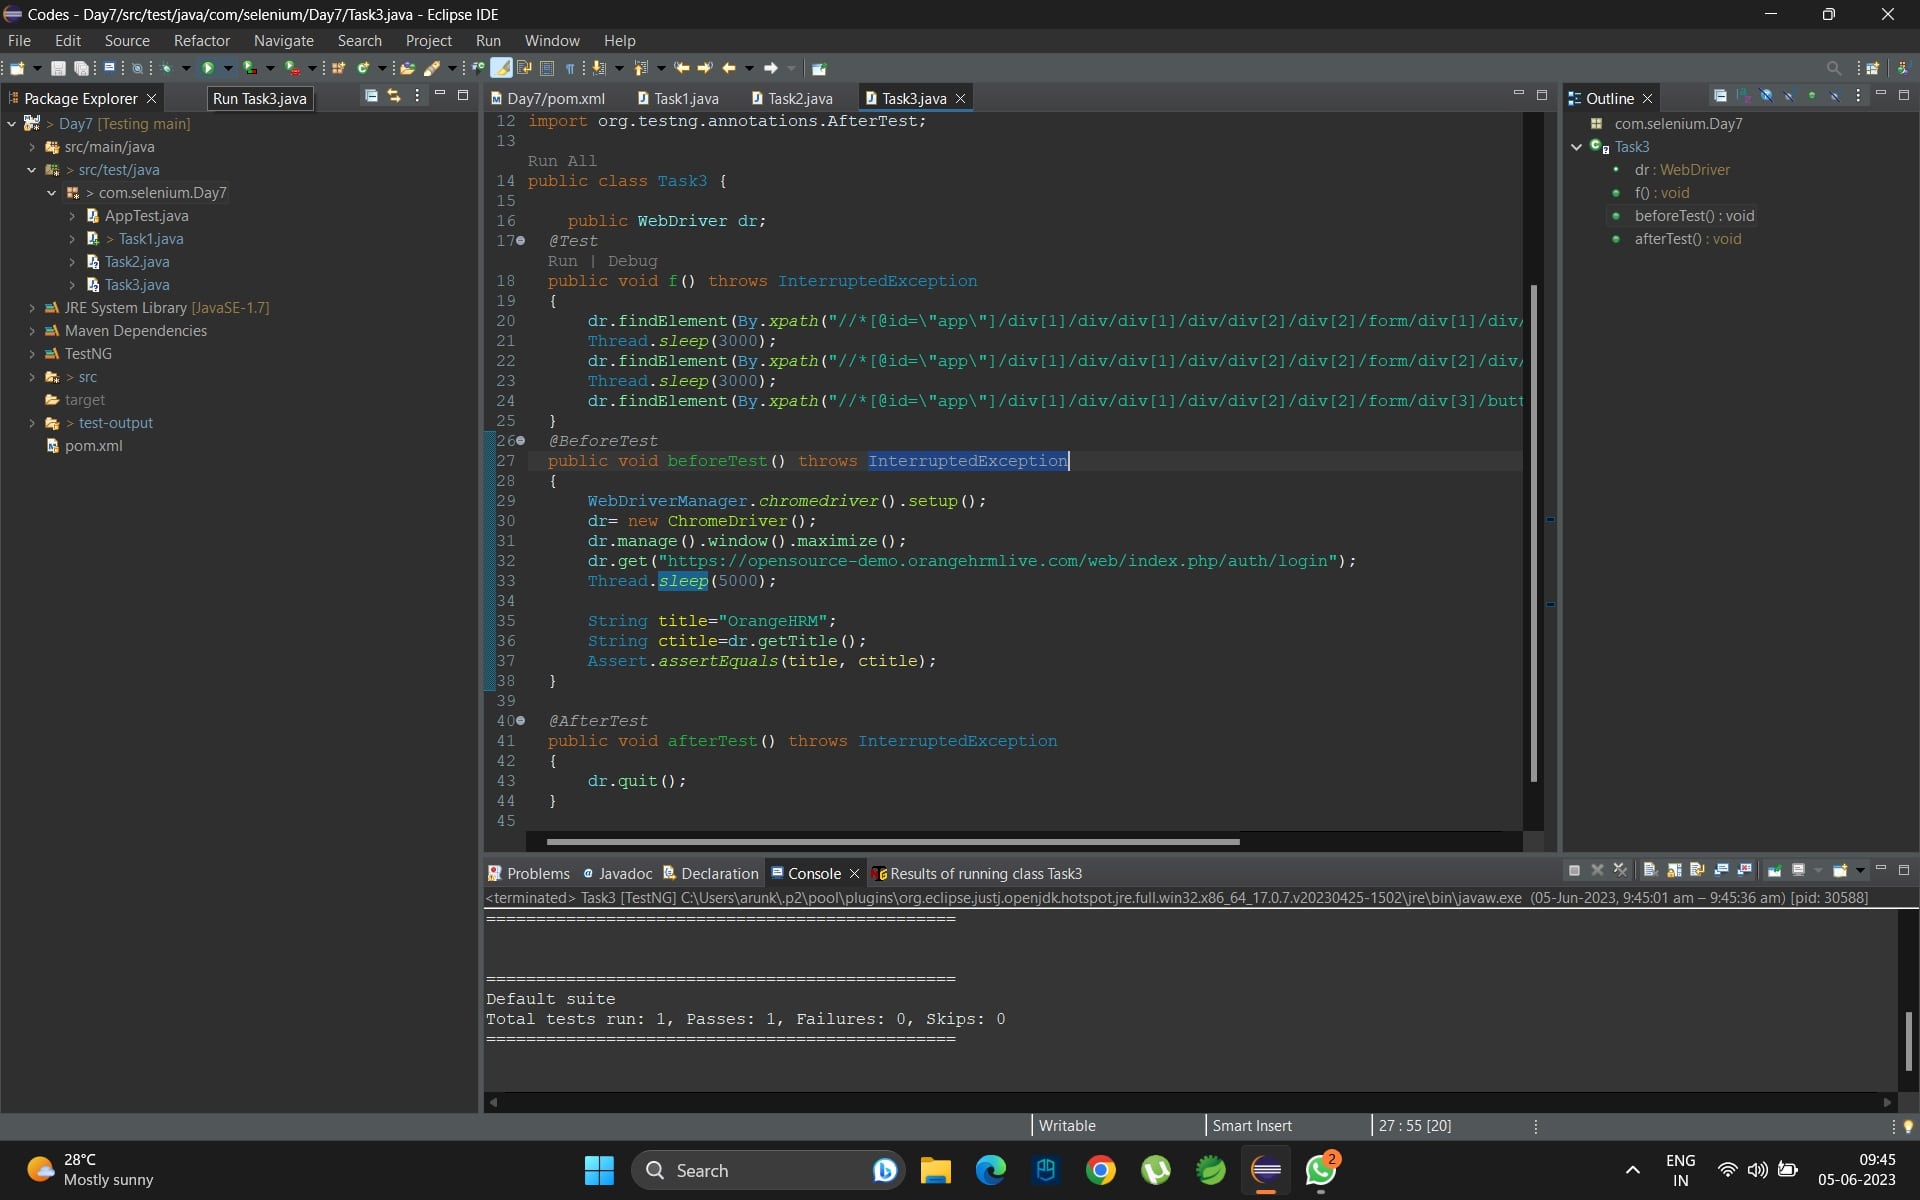 Codes - Day7/src/test/java/com/selenium/Day7/Task3.java - Eclipse IDE
File Edit Source Refactor Navigate Search Project Run Window Help
Package Explorer
Run Task3.java
Day7/pom.xml Task1.java Task2.java Task3.java
Outline
> Day7 [Testing main]
src/main/java
> src/test/java
> com.selenium.Day7
AppTest.java
> Task1.java
Task2.java
Task3.java
JRE System Library [JavaSE-1.7]
Maven Dependencies
TestNG
> src
target
> test-output
pom.xml
12 import org.testng.annotations.AfterTest;
13
Run All
14 public class Task3 {
15
16 public WebDriver dr;
17 @Test
Run | Debug
18 public void f() throws InterruptedException
19 {
20 dr.findElement(By.xpath("//*[@id=\"app\"]/div[1]/div/div[1]/div/div[2]/div[2]/form/div[1]/div/
21 Thread.sleep(3000);
22 dr.findElement(By.xpath("//*[@id=\"app\"]/div[1]/div/div[1]/div/div[2]/div[2]/form/div[2]/div/
23 Thread.sleep(3000);
24 dr.findElement(By.xpath("//*[@id=\"app\"]/div[1]/div/div[1]/div/div[2]/div[2]/form/div[3]/butt
25 }
26 @BeforeTest
27 public void beforeTest() throws InterruptedException
28 {
29 WebDriverManager.chromedriver().setup();
30 dr= new ChromeDriver();
31 dr.manage().window().maximize();
32 dr.get("https://opensource-demo.orangehrmlive.com/web/index.php/auth/login");
33 Thread.sleep(5000);
34
35 String title="OrangeHRM";
36 String ctitle=dr.getTitle();
37 Assert.assertEquals(title, ctitle);
38 }
39
40 @AfterTest
41 public void afterTest() throws InterruptedException
42 {
43 dr.quit();
44 }
45
com.selenium.Day7
Task3
dr : WebDriver
f() : void
beforeTest() : void
afterTest() : void
Problems @ Javadoc Declaration Console Results of running class Task3
<terminated> Task3 [TestNG] C:\Users\arunk\.p2\pool\plugins\org.eclipse.justj.openjdk.hotspot.jre.full.win32.x86_64_17.0.7.v20230425-1502\jre\bin\javaw.exe (05-Jun-2023, 9:45:01 am – 9:45:36 am) [pid: 30588]
===============================================
===============================================
Default suite
Total tests run: 1, Passes: 1, Failures: 0, Skips: 0
===============================================
Writable Smart Insert 27 : 55 [20]
28°C
Mostly sunny
Search
2
ENG
IN
09:45
05-06-2023